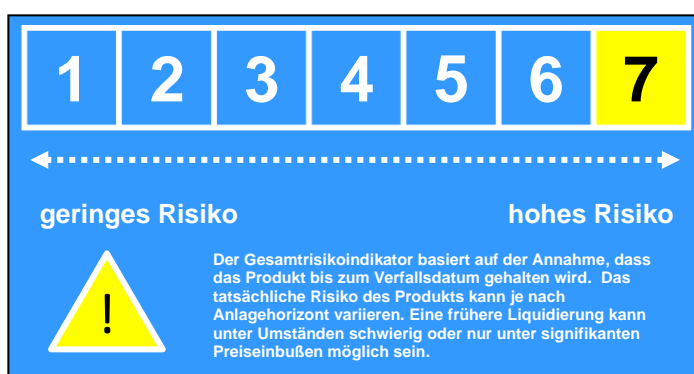 1 2 3 4 5 6 7
geringes Risiko hohes Risiko
Der Gesamtrisikoindikator basiert auf der Annahme, dass
das Produkt bis zum Verfallsdatum gehalten wird. Das
tatsächliche Risiko des Produkts kann je nach
Anlagehorizont variieren. Eine frühere Liquidierung kann
unter Umständen schwierig oder nur unter signifikanten
Preiseinbußen möglich sein.
!